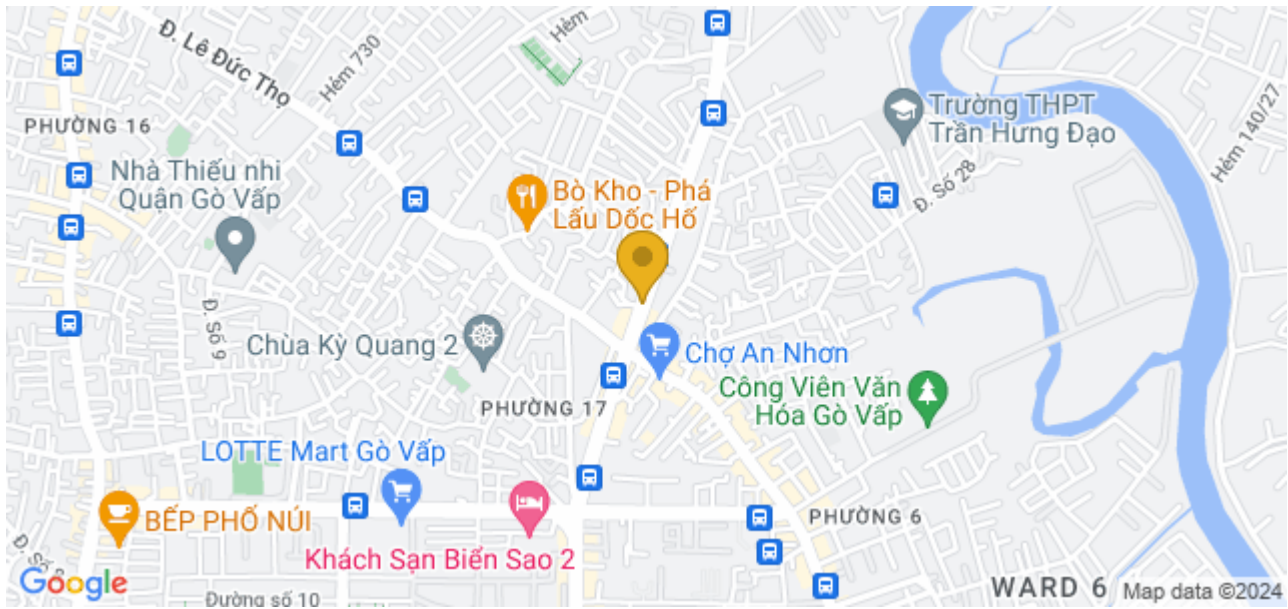 Hẻm
Đ. Lê Đức Thọ
Hẻm 730
PHƯỜNG 16
Trường THPT
Trần Hưng Đạo
Hẻm 140/27
Nhà Thiếu nhi
Quận Gò Vấp
Bò Kho - Phá
Lấu Dốc Hố
Đ. Số 28
Đ. Số 9
Chùa Kỳ Quang 2
Chợ An Nhơn
Công Viên Văn
Hóa Gò Vấp
PHƯỜNG 17
LOTTE Mart Gò Vấp
BẾP PHỐ NÚI
PHƯỜNG 6
Khách Sạn Biển Sao 2
Đ. Số
Google
Đường số 10
WARD 6
Map data ©2024